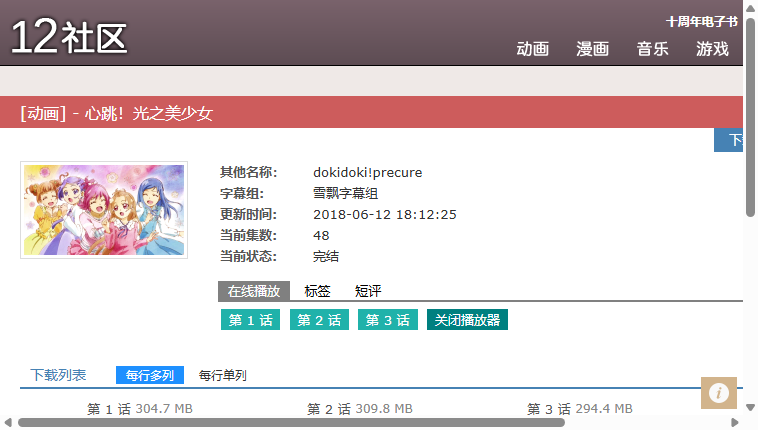 12社区
十周年电子书
动画 漫画 音乐 游戏
[动画] - 心跳！光之美少女
其他名称: dokidoki!precure
字幕组: 雪飘字幕组
更新时间: 2018-06-12 18:12:25
当前集数: 48
当前状态: 完结
在线播放 标签 短评
第 1 话 第 2 话 第 3 话 关闭播放器
下载列表 每行多列 每行单列
第 1 话 304.7 MB 第 2 话 309.8 MB 第 3 话 294.4 MB